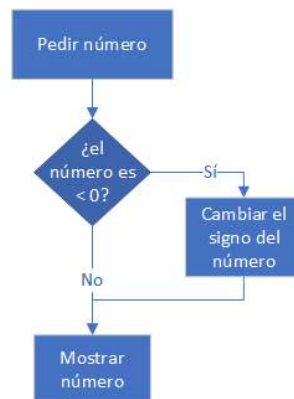 Pedir número
¿el
número es
< 0?
Sí
Cambiar el
signo del
número
No
Mostrar
número